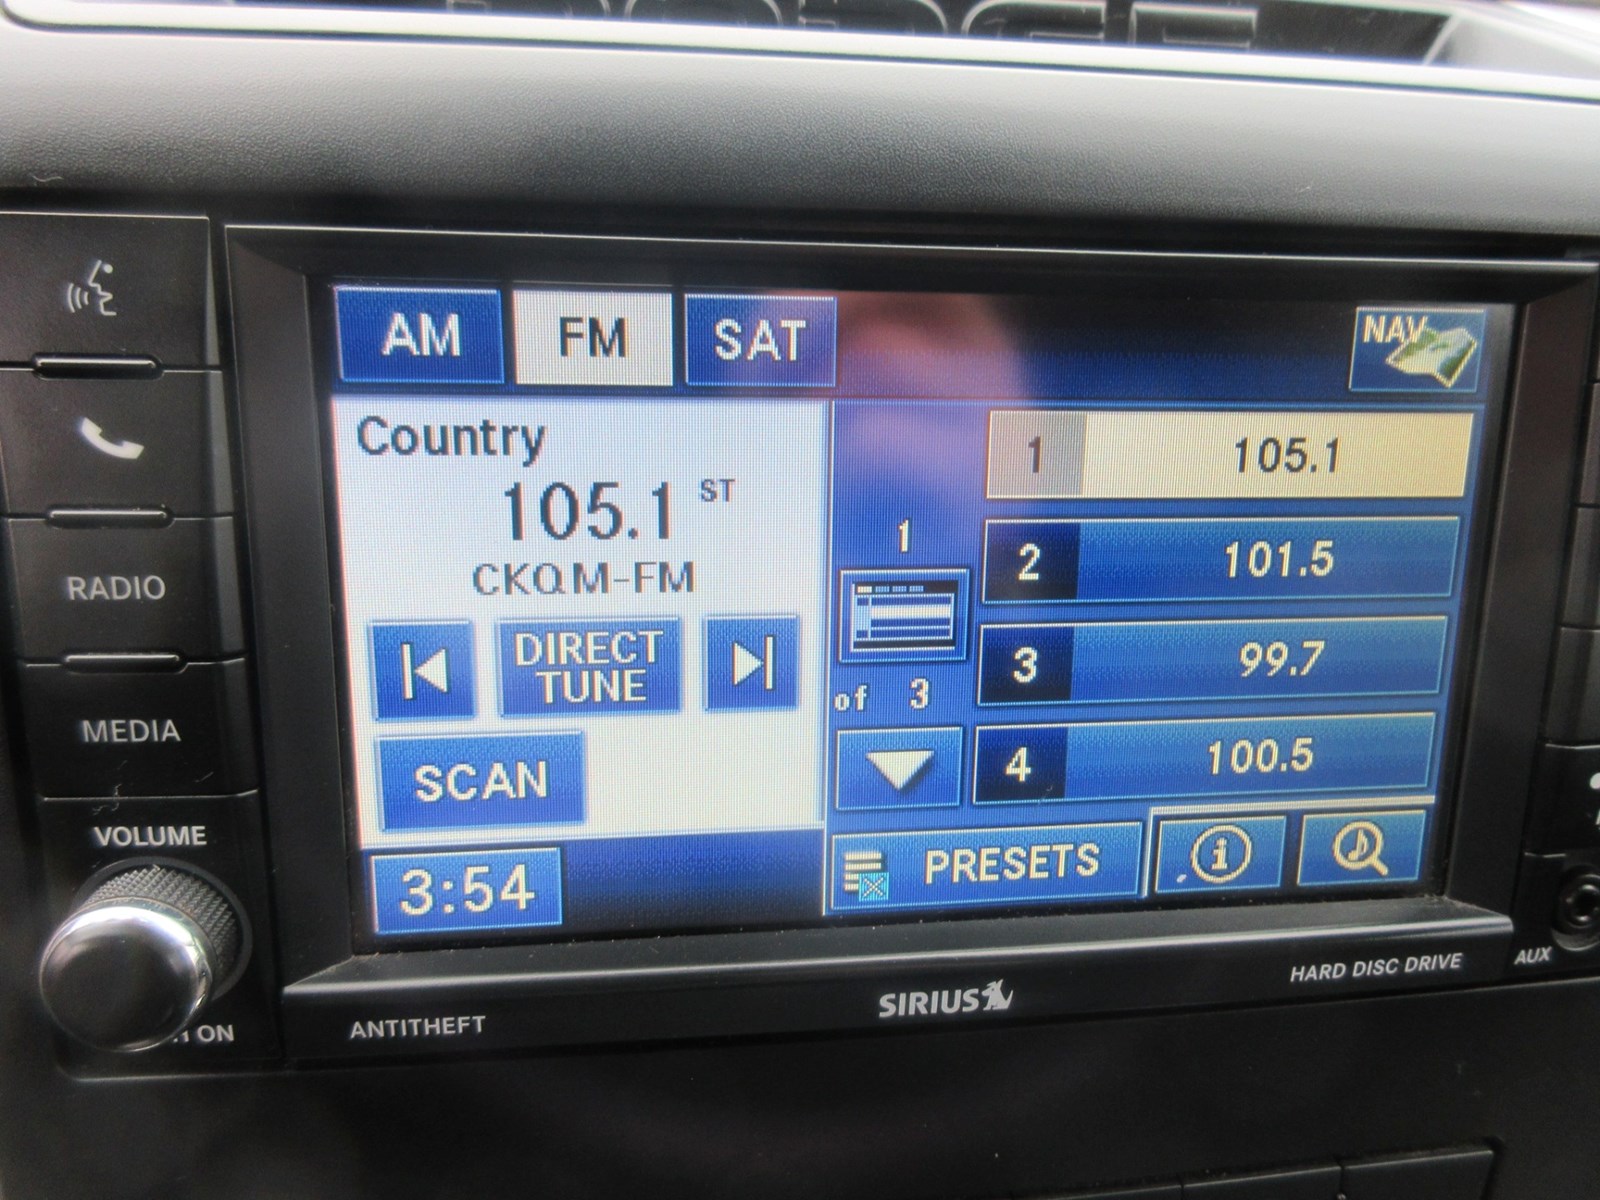 AM FM SAT NAV
Country
105.1 ST
CKQM-FM
DIRECT
TUNE
SCAN
3:54
1
of 3
1 105.1
2 101.5
3 99.7
4 100.5
PRESETS
RADIO
MEDIA
VOLUME
ON
ANTITHEFT
SIRIUS
HARD DISC DRIVE
AUX